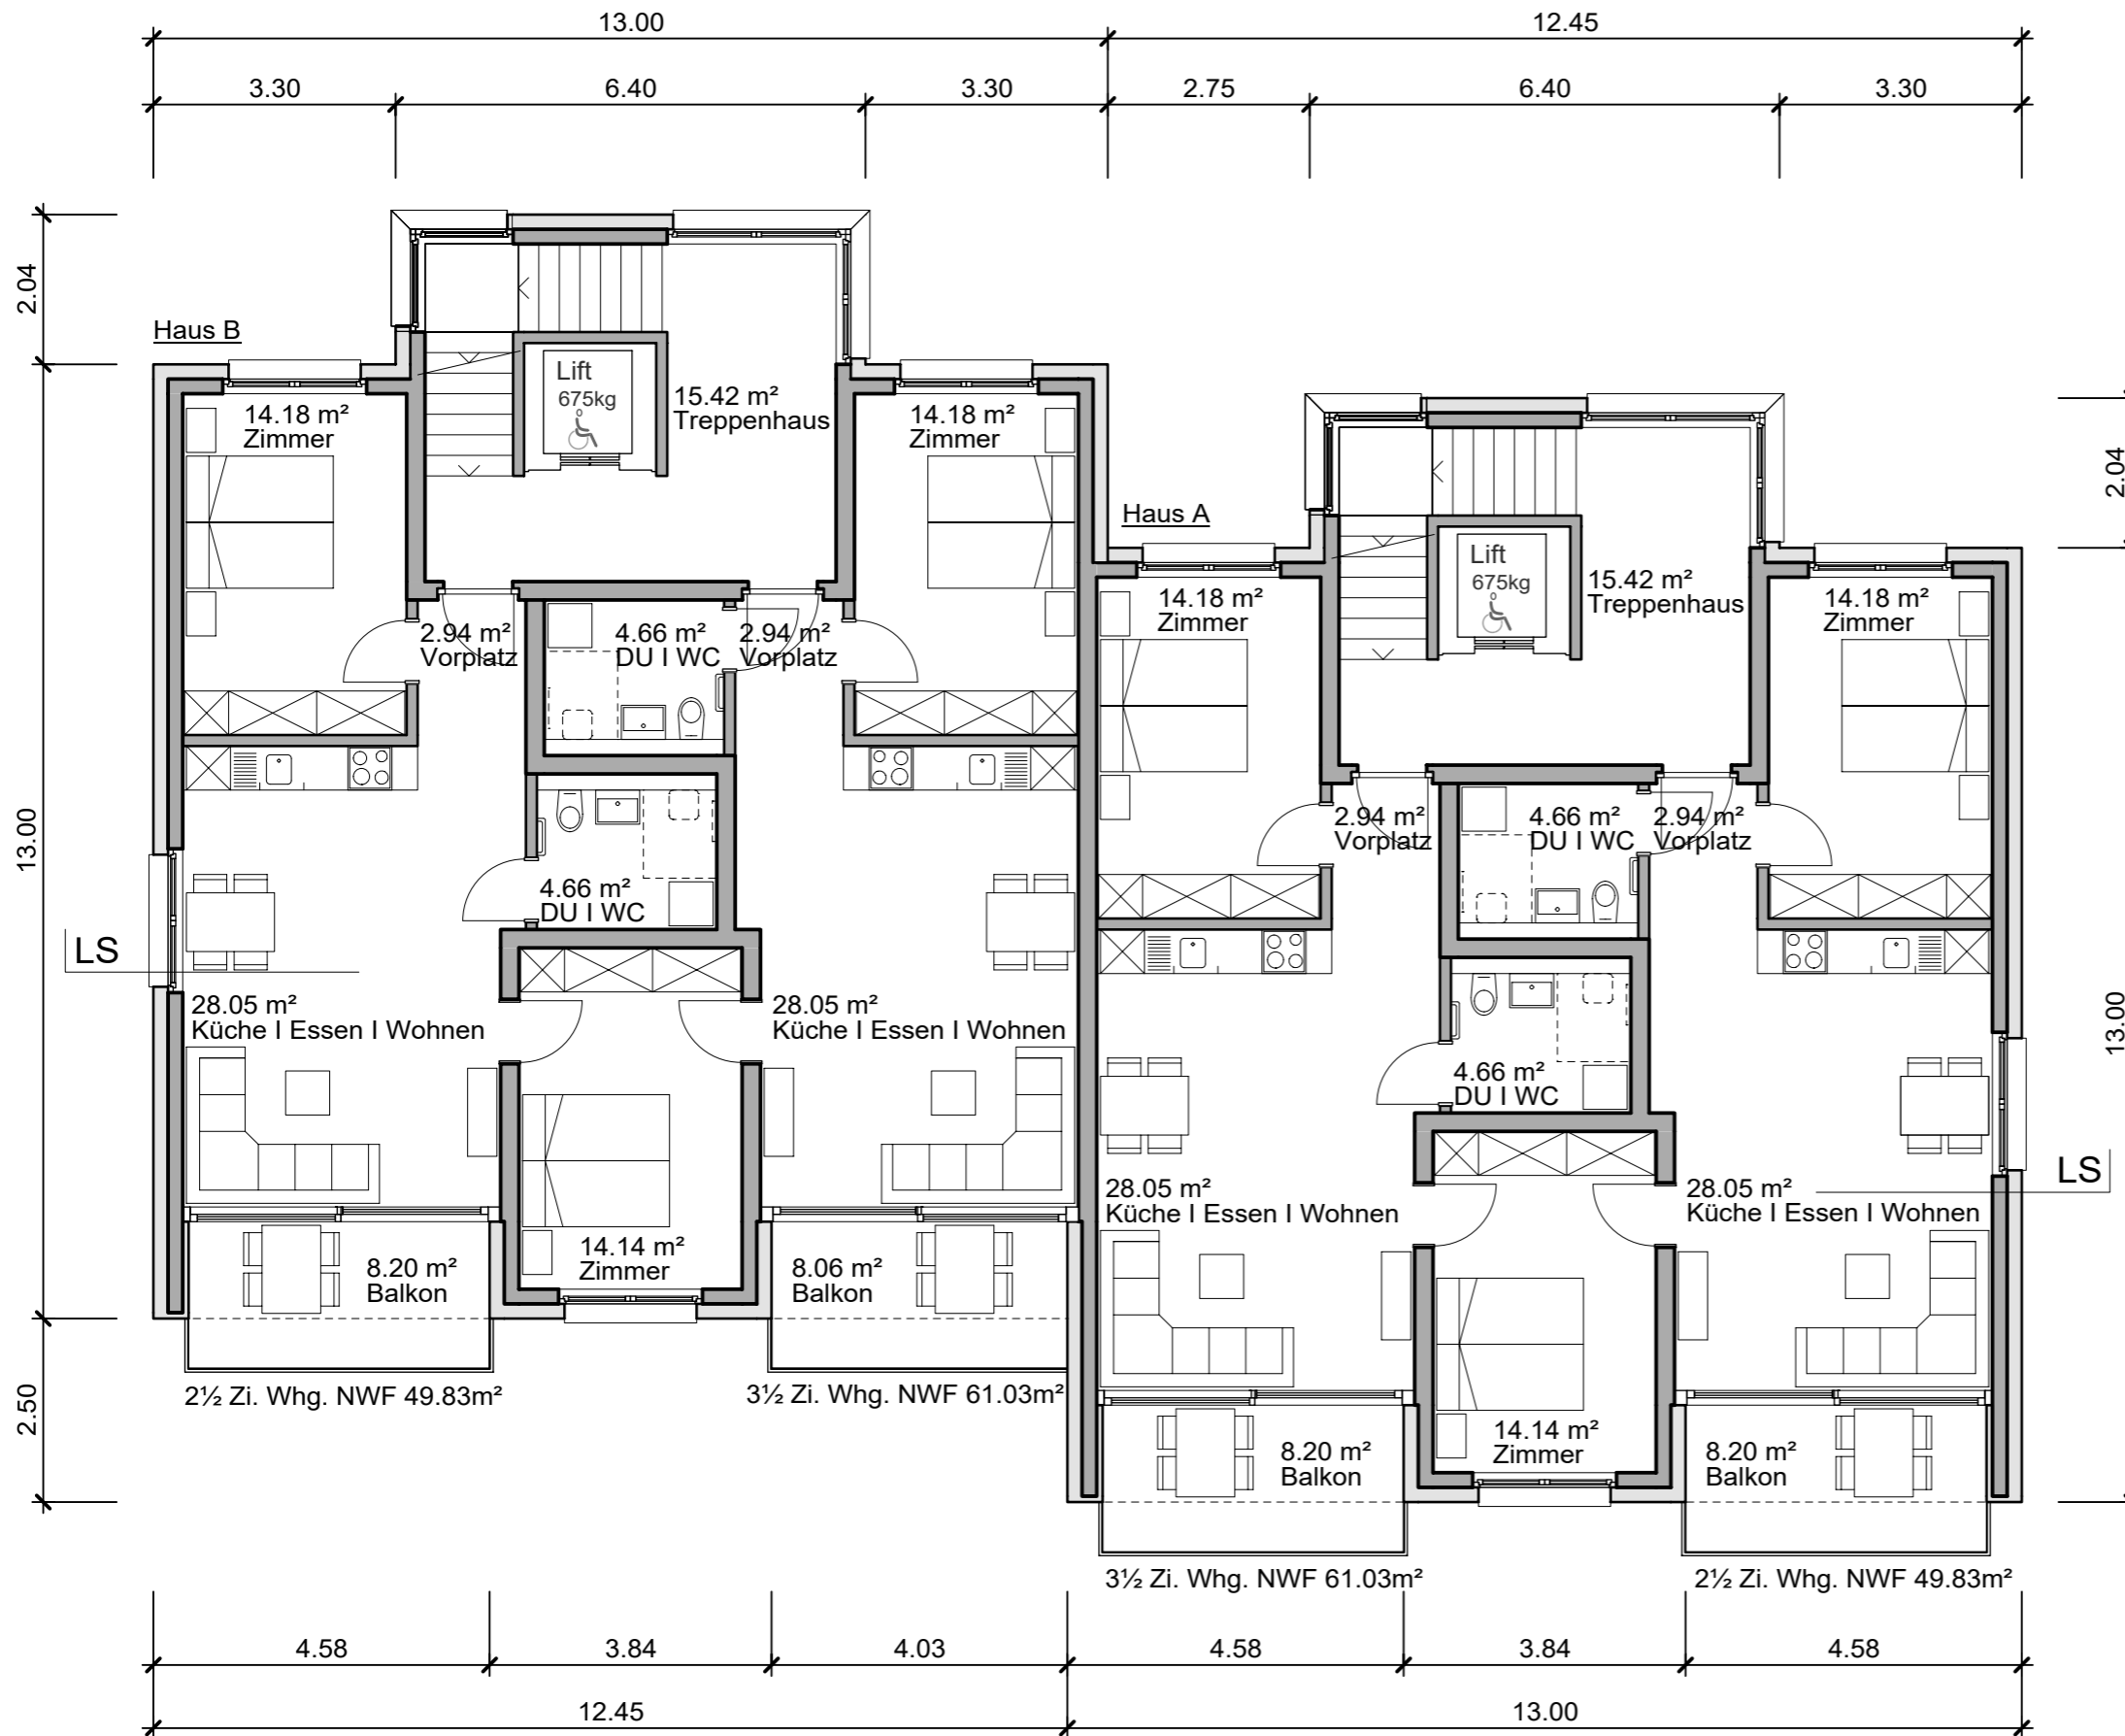 13.00 12.45
3.30 6.40 3.30 2.75 6.40 3.30
2.04
Haus B
Lift
675kg
15.42 m²
Treppenhaus
14.18 m²
Zimmer
14.18 m²
Zimmer
2.04
Haus A
Lift
675kg
15.42 m²
Treppenhaus
14.18 m²
Zimmer
14.18 m²
Zimmer
2.94 m²
Vorplatz
4.66 m²
DU I WC
2.94 m²
Vorplatz
13.00
2.94 m²
Vorplatz
4.66 m²
DU I WC
2.94 m²
Vorplatz
4.66 m²
DU I WC
LS
28.05 m²
Küche I Essen I Wohnen
28.05 m²
Küche I Essen I Wohnen
13.00
4.66 m²
DU I WC
LS
28.05 m²
Küche I Essen I Wohnen
28.05 m²
Küche I Essen I Wohnen
8.20 m²
Balkon
14.14 m²
Zimmer
8.06 m²
Balkon
2.50
2½ Zi. Whg. NWF 49.83m²
3½ Zi. Whg. NWF 61.03m²
8.20 m²
Balkon
14.14 m²
Zimmer
8.20 m²
Balkon
3½ Zi. Whg. NWF 61.03m²
2½ Zi. Whg. NWF 49.83m²
4.58 3.84 4.03 4.58 3.84 4.58
12.45 13.00